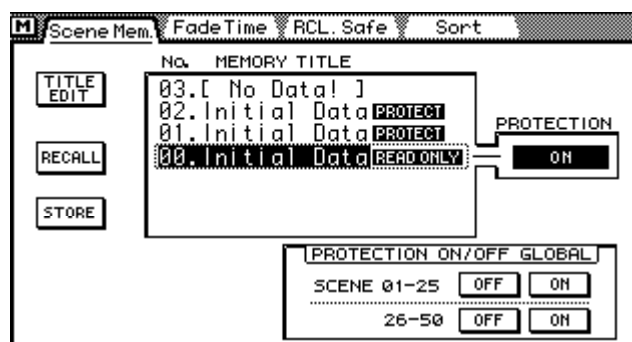 M Scene Mem. Fade Time RCL. Safe Sort
No. MEMORY TITLE
TITLE EDIT
03.[ No Data! ]
02.Initial Data PROTECT
01.Initial Data PROTECT
00.Initial Data READ ONLY
PROTECTION
ON
RECALL
STORE
PROTECTION ON/OFF GLOBAL
SCENE 01-25 OFF ON
26-50 OFF ON